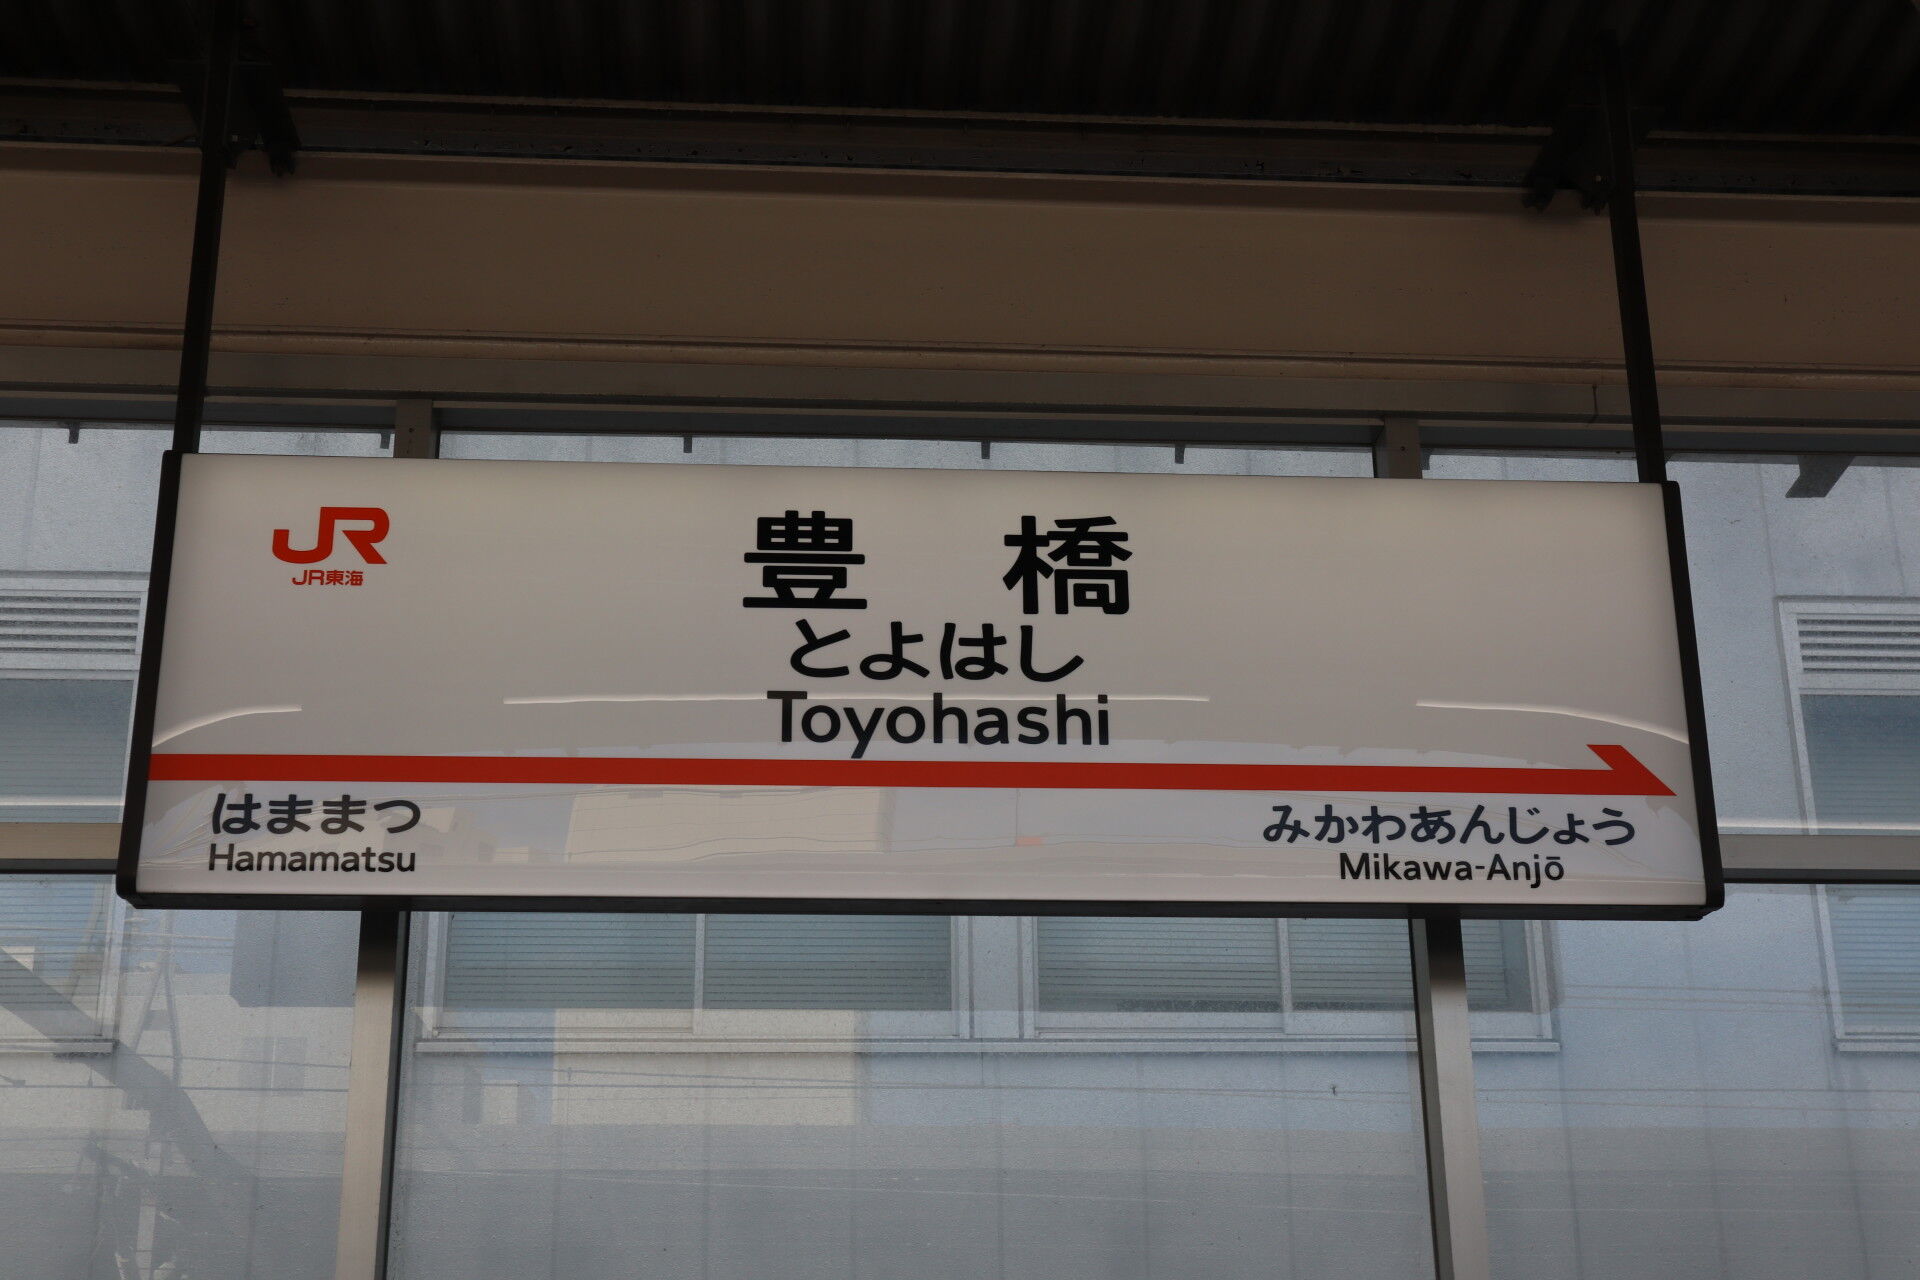 JR
JR東海
豊橋
とよはし
Toyohashi
はままつ
Hamamatsu
みかわあんじょう
Mikawa-Anjō